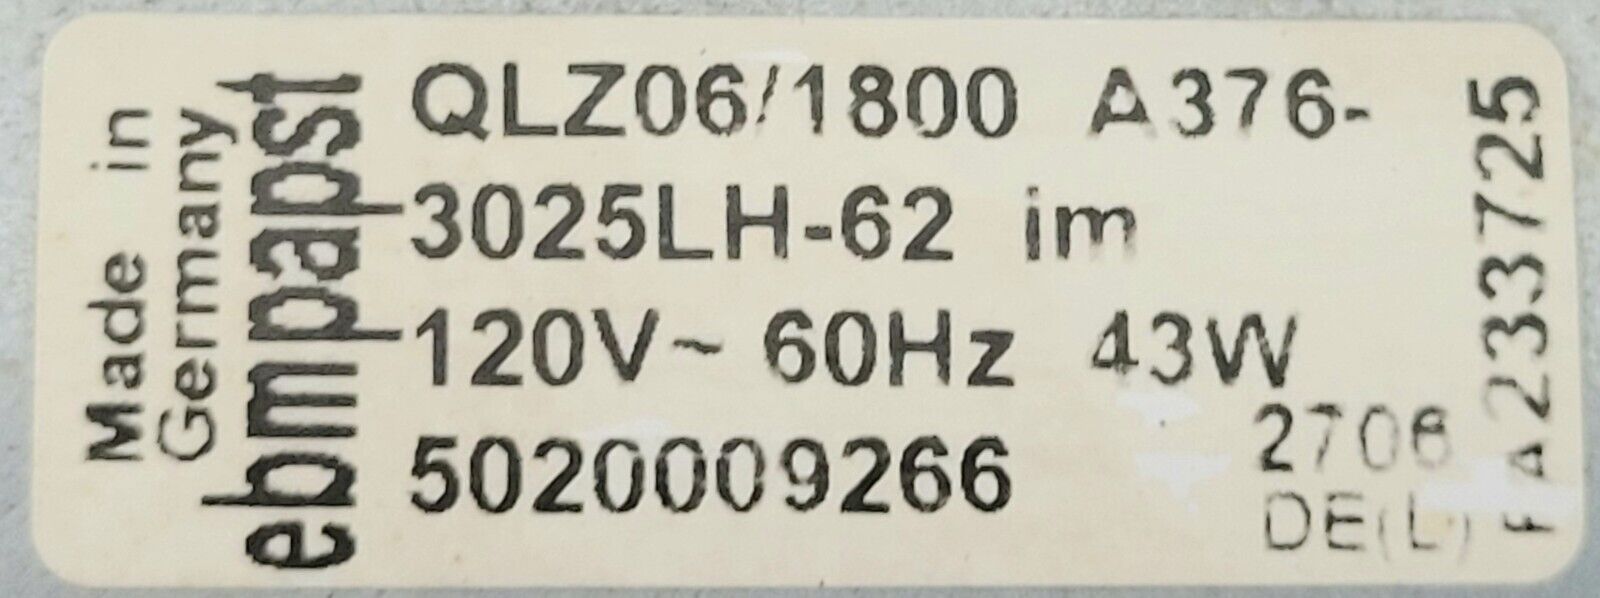 Made in
Germany
ebmpapst
QLZ06/1800 A376-
3025LH-62 im
120V~ 60Hz 43W
5020009266
2706
DE(L)
FA233725